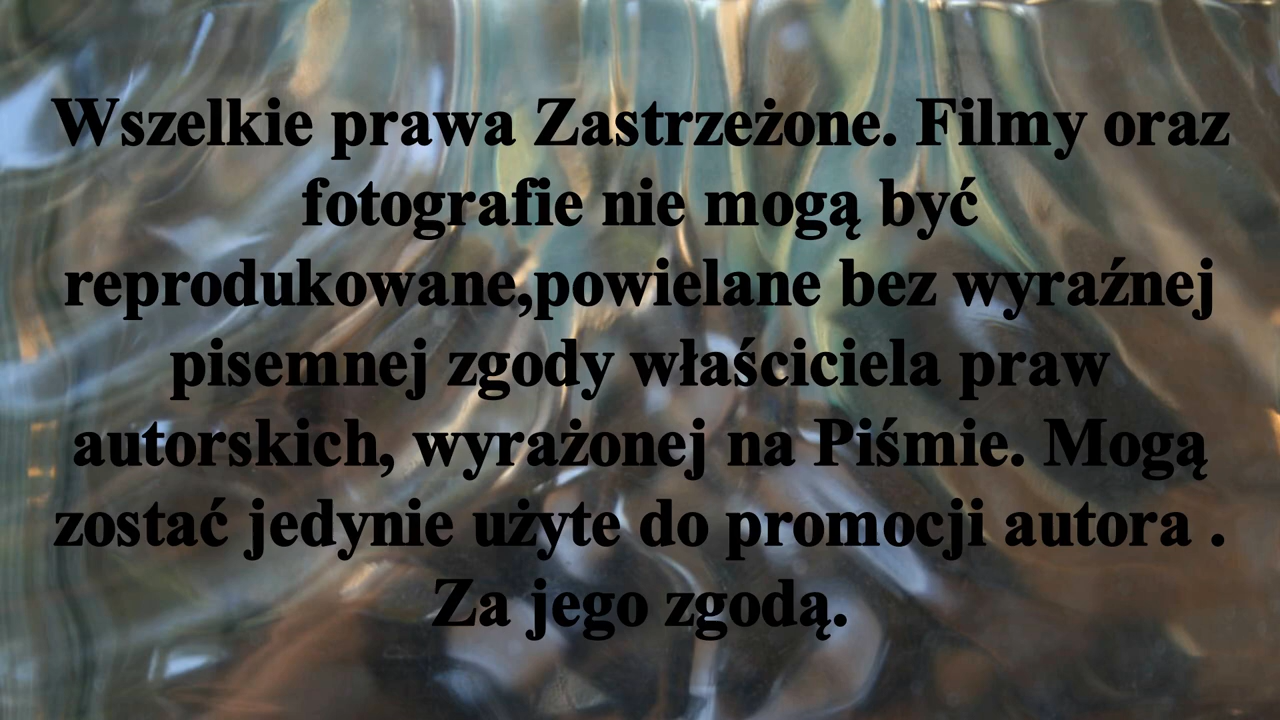 Wszelkie prawa Zastrzeżone. Filmy oraz
fotografie nie mogą być
reprodukowane,powielane bez wyraźnej
pisemnej zgody właściciela praw
autorskich, wyrażonej na Piśmie. Mogą
zostać jedynie użyte do promocji autora .
Za jego zgodą.